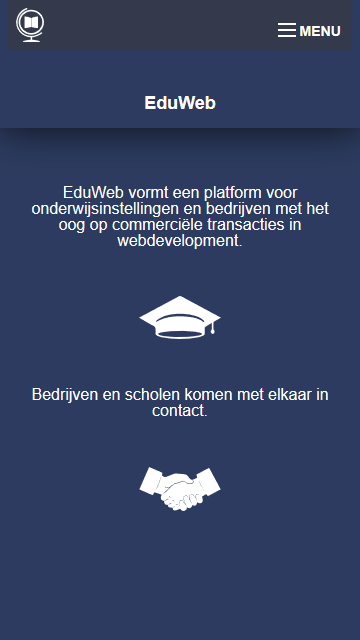 MENU
EduWeb
EduWeb vormt een platform voor
onderwijsinstellingen en bedrijven met het
oog op commerciële transacties in
webdevelopment.
Bedrijven en scholen komen met elkaar in
contact.